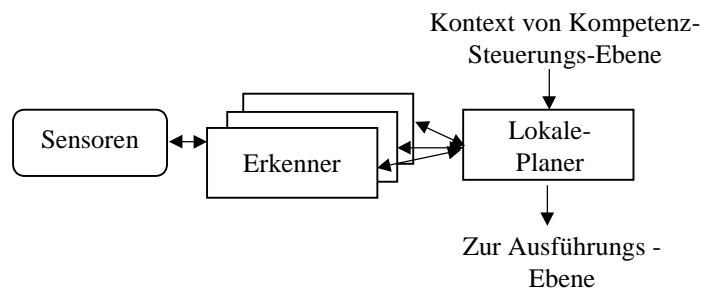 Kontext von Kompetenz-
Steuerungs-Ebene
Sensoren
Erkenner
Lokale-
Planer
Zur Ausführungs -
Ebene